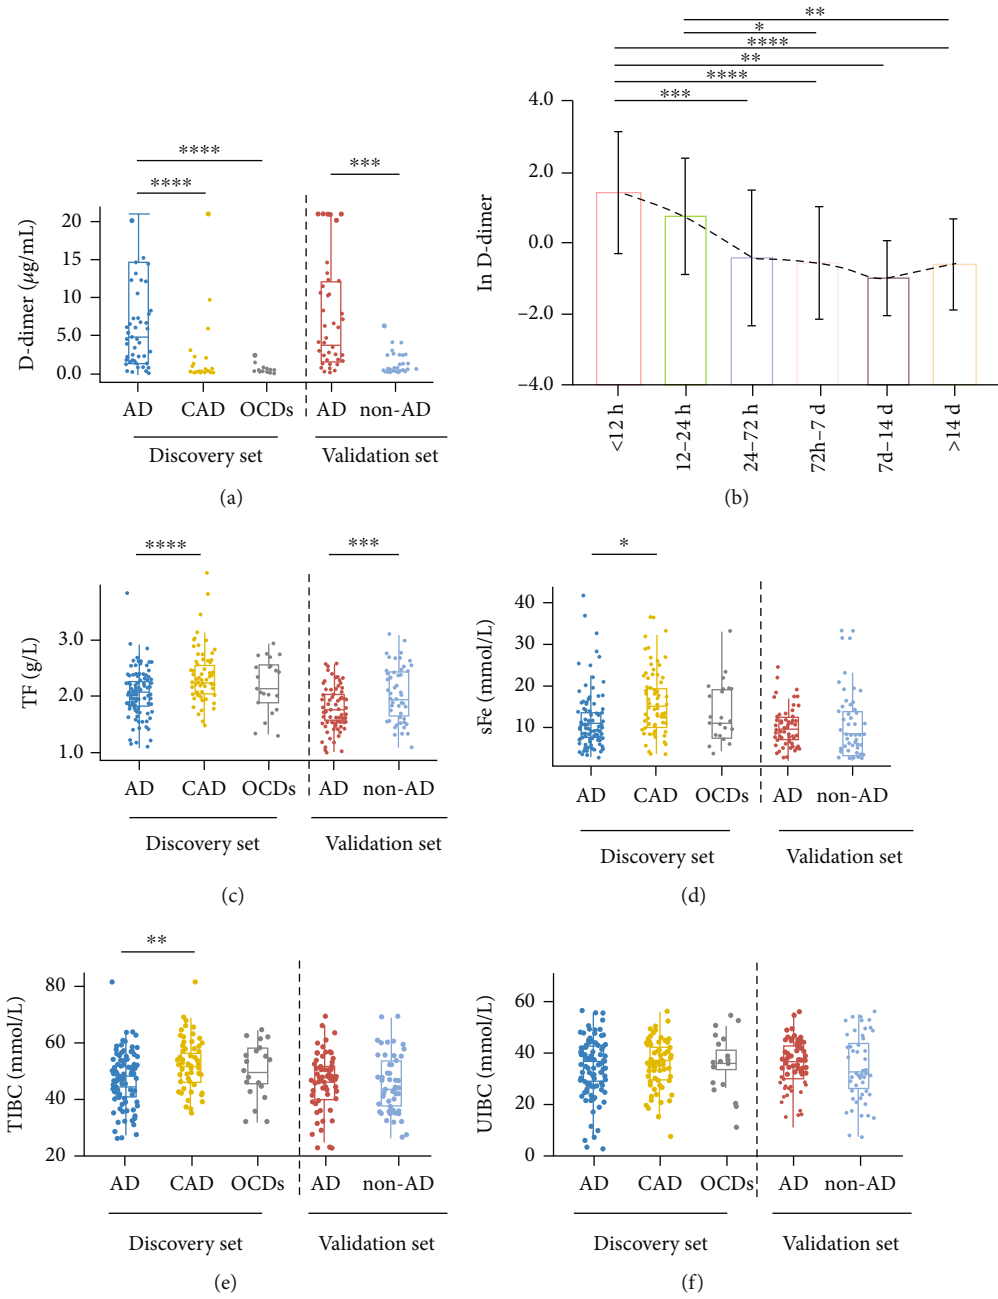 ****
****
***
D-dimer (μg/mL)
20
15
10
5.0
0.0
AD
CAD
OCDs
AD
non-AD
Discovery set
Validation set
(a)
**
*
****
**
****
***
ln D-dimer
4.0
2.0
0.0
−2.0
−4.0
<12 h
12–24 h
24–72 h
72h–7 d
7d–14 d
>14 d
(b)
****
***
TF (g/L)
3.0
2.0
1.0
AD
CAD
OCDs
AD
non-AD
Discovery set
Validation set
(c)
*
sFe (mmol/L)
40
30
20
10
AD
CAD
OCDs
AD
non-AD
Discovery set
Validation set
(d)
**
TIBC (mmol/L)
80
60
40
20
AD
CAD
OCDs
AD
non-AD
Discovery set
Validation set
(e)
UIBC (mmol/L)
60
40
20
0
AD
CAD
OCDs
AD
non-AD
Discovery set
Validation set
(f)